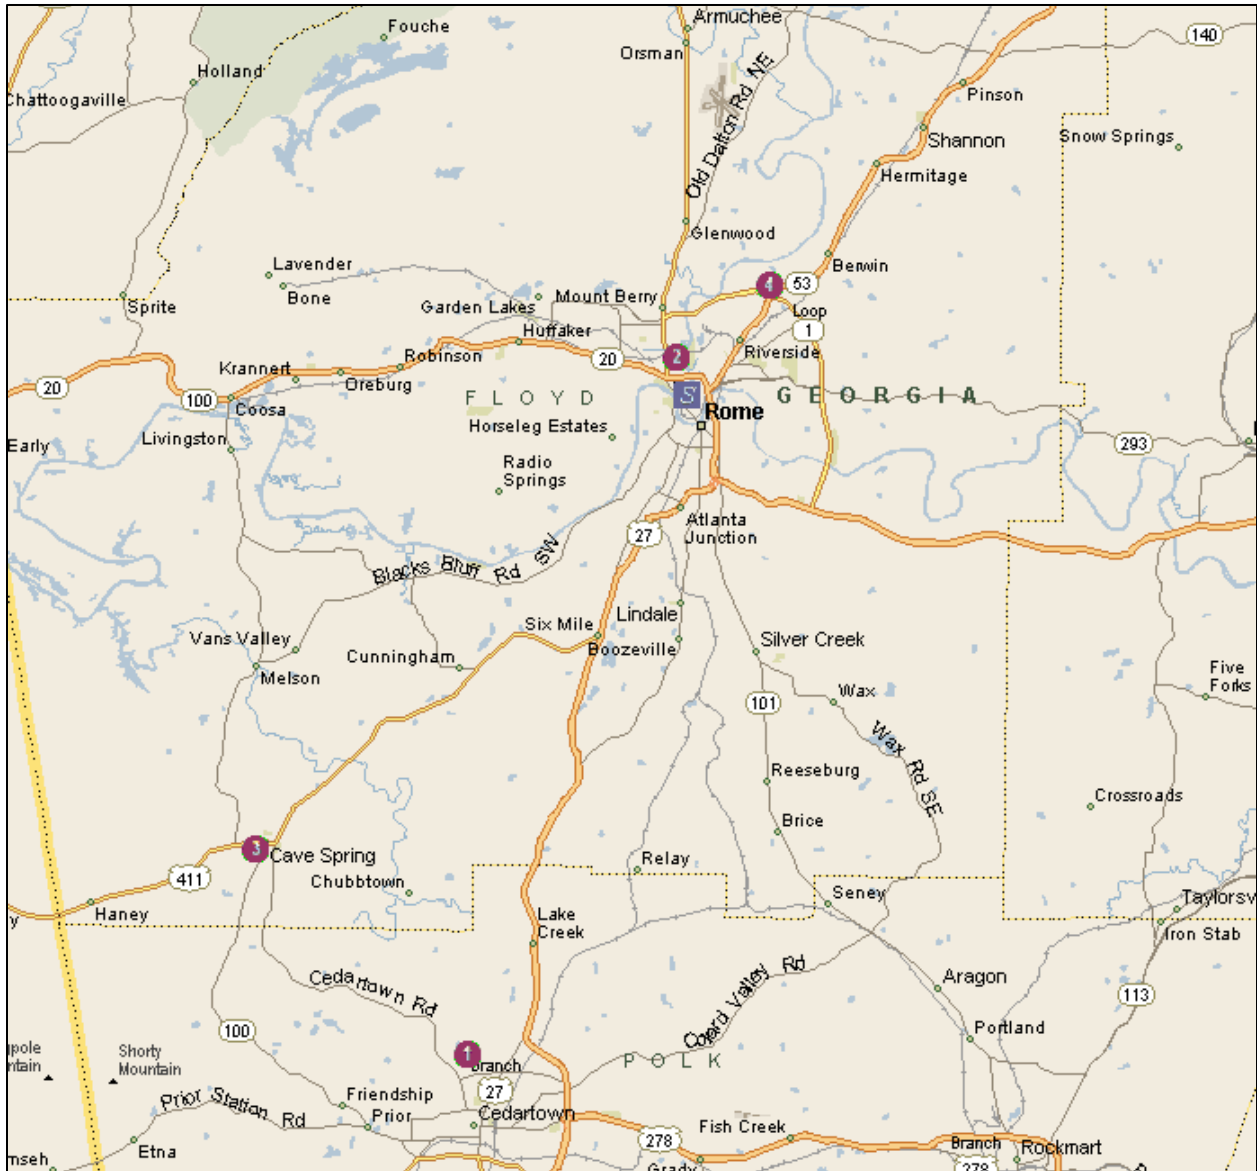 Fouche
Armuchee
Orsman
140
Holland
Chattoogaville
Pinson
Old Dalton Rd NE
Shannon
Snow Springs
Hermitage
Glenwood
Lavender
Bone
Berwin
4
53
Sprite
Garden Lakes
Mount Berry
Loop
1
Huffaker
Riverside
2
20
Robinson
Krannert
Oreburg
20
100
Coosa
FLOYD
S
GEORGIA
Rome
Livingston
Early
Horseleg Estates
293
Radio
Springs
Atlanta
Junction
27
Blacks Bluff Rd SW
Lindale
Six Mile
Boozeville
Vans Valley
Cunningham
Silver Creek
Melson
Five
Forks
Wax
101
Wax Rd SE
Reeseburg
Crossroads
Brice
3
Cave Spring
Relay
411
Chubbtown
Seney
Haney
Lake
Creek
Taylorsv
Iron Stab
Cedartown Rd
Aragon
113
100
Portland
Shorty
Mountain
1
Branch
POLK
27
Friendship
Prior Station Rd
Prior
Cedartown
Fish Creek
278
Etna
Branch
Rockmart
Grady
278